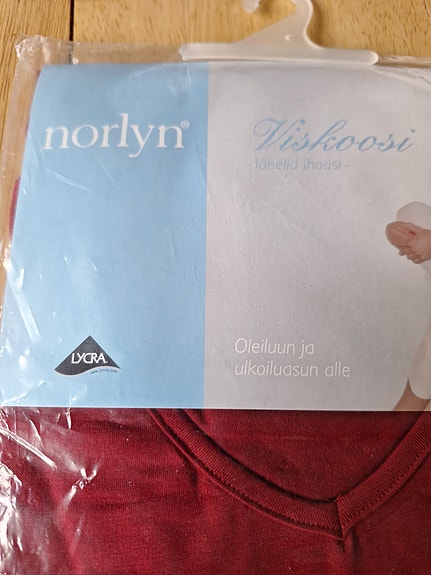 norlyn®
Viskoosi
- lähellä ihoasi -
LYCRA
Oleiluun ja
ulkoiluasun alle